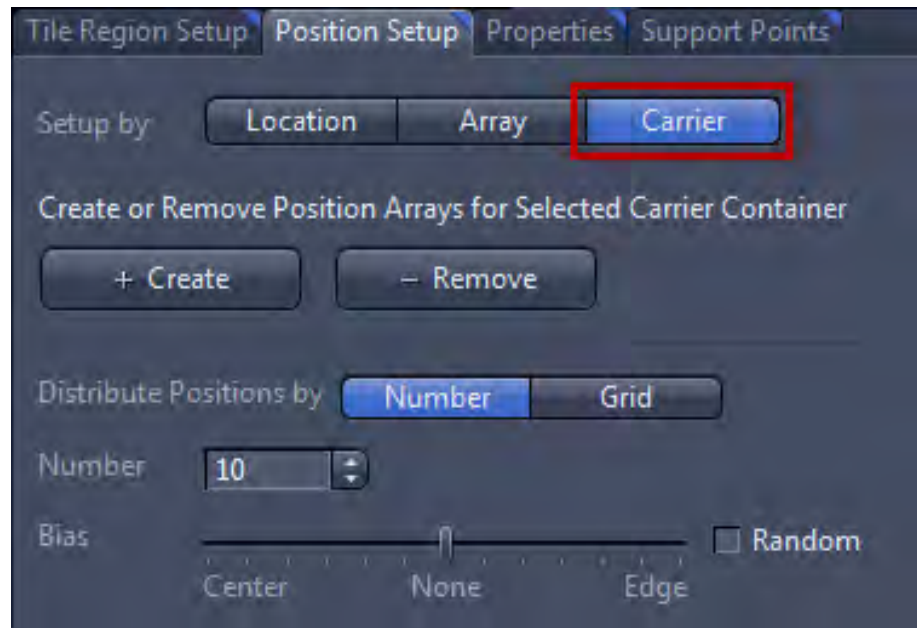 Tile Region Setup Position Setup Properties Support Points
Setup by Location Array Carrier
Create or Remove Position Arrays for Selected Carrier Container
+ Create – Remove
Distribute Positions by Number Grid
Number 10
Bias Random
Center None Edge